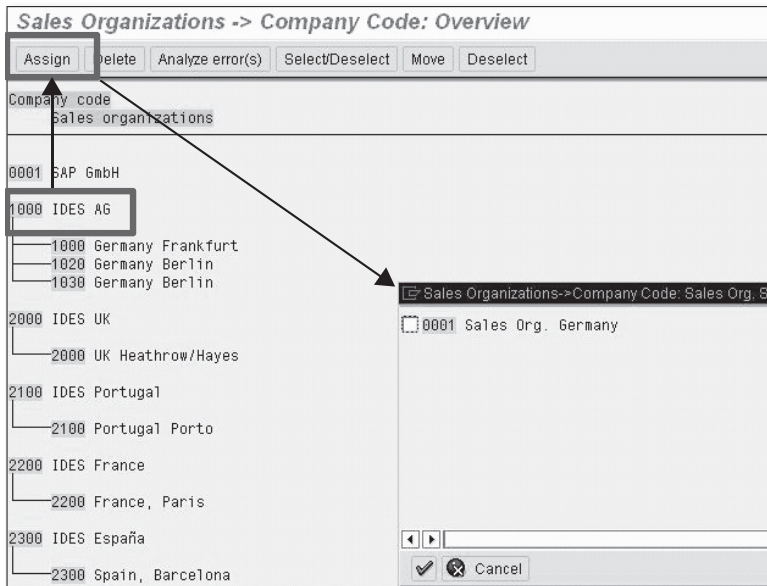 Sales Organizations -> Company Code: Overview
Assign Delete Analyze error(s) Select/Deselect Move Deselect
Company code
Sales organizations
0001 SAP GmbH
1000 IDES AG
1000 Germany Frankfurt
1020 Germany Berlin
1030 Germany Berlin
2000 IDES UK
2000 UK Heathrow/Hayes
2100 IDES Portugal
2100 Portugal Porto
2200 IDES France
2200 France, Paris
2300 IDES España
2300 Spain, Barcelona
Sales Organizations->Company Code: Sales Org. S
0001 Sales Org. Germany
Cancel